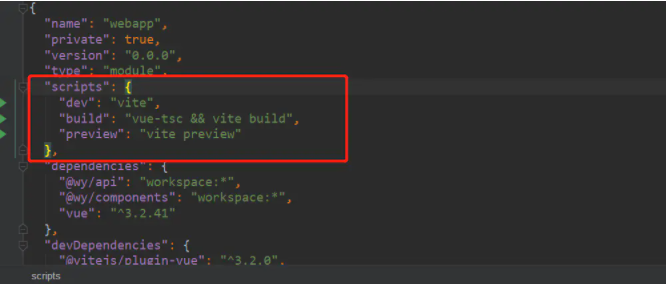 {
"name": "webapp",
"private": true,
"version": "0.0.0",
"type": "module",
"scripts": {
"dev": "vite",
"build": "vue-tsc && vite build",
"preview": "vite preview"
},
"dependencies": {
"@wy/api": "workspace:*",
"@wy/components": "workspace:*",
"vue": "^3.2.41"
},
"devDependencies": {
"@vitejs/plugin-vue": "^3.2.0",
scripts